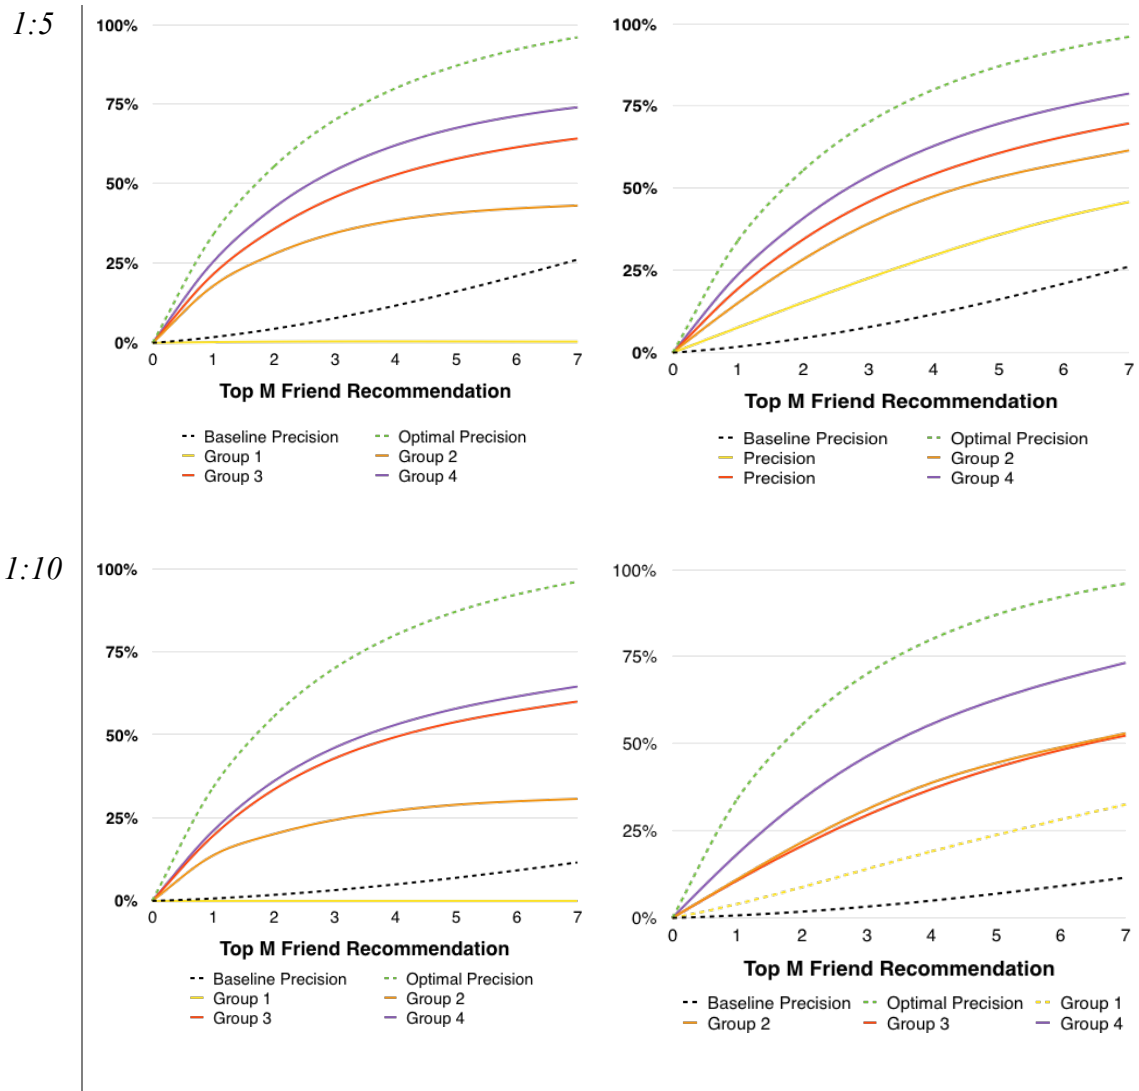 1:5
100%
75%
50%
25%
0%
0 1 2 3 4 5 6 7
Top M Friend Recommendation
Baseline Precision Optimal Precision
Group 1 Group 2
Group 3 Group 4
100%
75%
50%
25%
0%
0 1 2 3 4 5 6 7
Top M Friend Recommendation
Baseline Precision Optimal Precision
Precision Group 2
Precision Group 4
1:10
100%
75%
50%
25%
0%
0 1 2 3 4 5 6 7
Top M Friend Recommendation
Baseline Precision Optimal Precision
Group 1 Group 2
Group 3 Group 4
100%
75%
50%
25%
0%
0 1 2 3 4 5 6 7
Top M Friend Recommendation
Baseline Precision Optimal Precision Group 1
Group 2 Group 3 Group 4